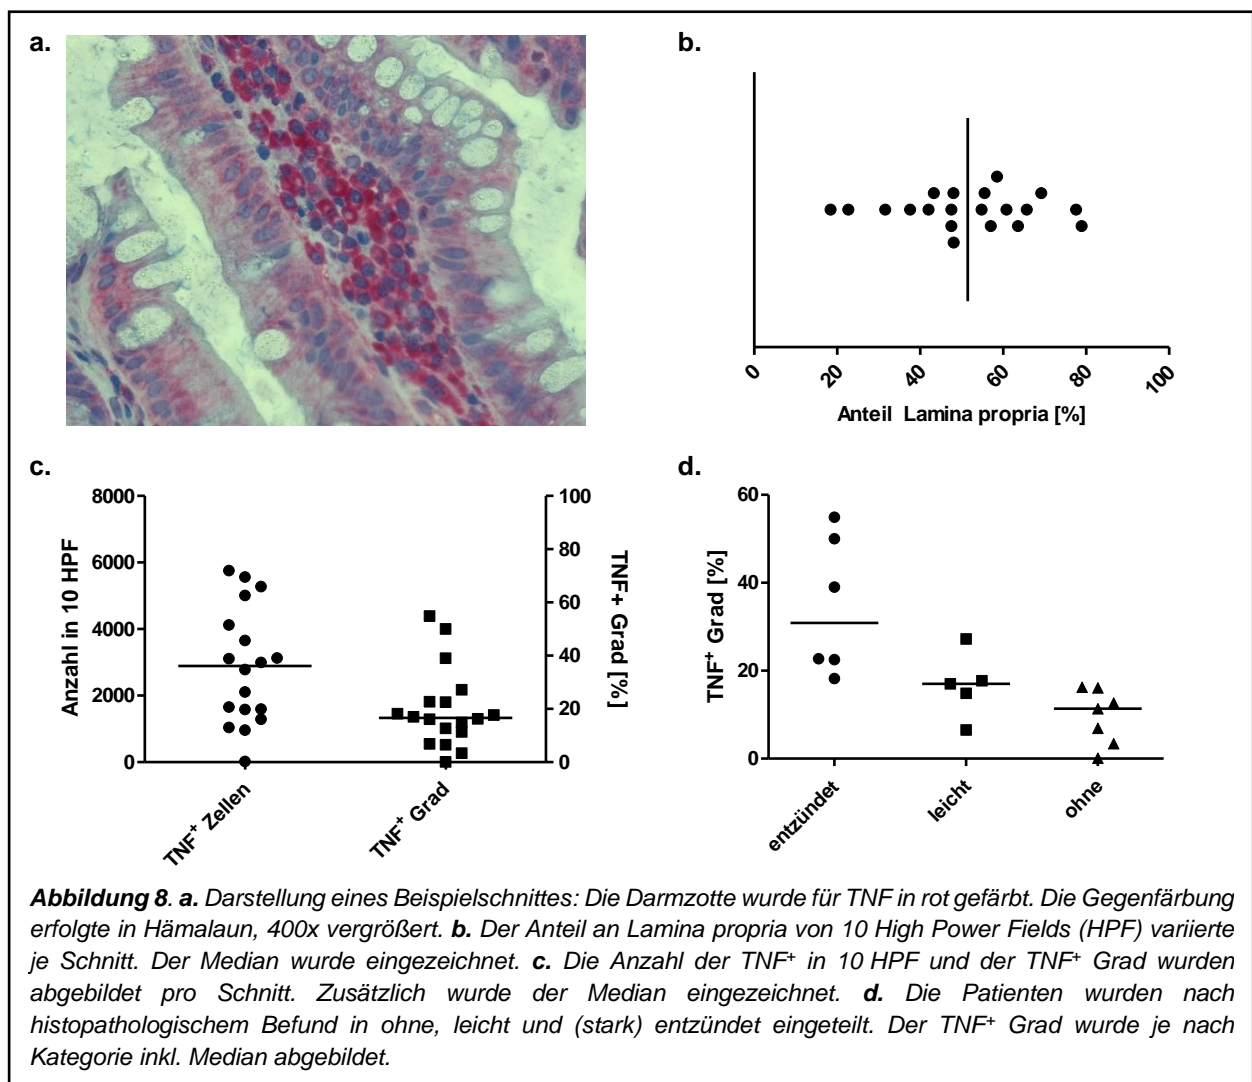 a.
b.
0
20
40
60
80
100
Anteil Lamina propria [%]
c.
8000
6000
4000
2000
0
Anzahl in 10 HPF
100
80
60
40
20
0
TNF+ Grad [%]
TNF⁺ Zellen
TNF⁺ Grad
d.
60
40
20
0
TNF⁺ Grad [%]
entzündet
leicht
ohne
Abbildung 8. a. Darstellung eines Beispielschnittes: Die Darmzotte wurde für TNF in rot gefärbt. Die Gegenfärbung
erfolgte in Hämalaun, 400x vergrößert. b. Der Anteil an Lamina propria von 10 High Power Fields (HPF) variierte
je Schnitt. Der Median wurde eingezeichnet. c. Die Anzahl der TNF⁺ in 10 HPF und der TNF⁺ Grad wurden
abgebildet pro Schnitt. Zusätzlich wurde der Median eingezeichnet. d. Die Patienten wurden nach
histopathologischem Befund in ohne, leicht und (stark) entzündet eingeteilt. Der TNF⁺ Grad wurde je nach
Kategorie inkl. Median abgebildet.